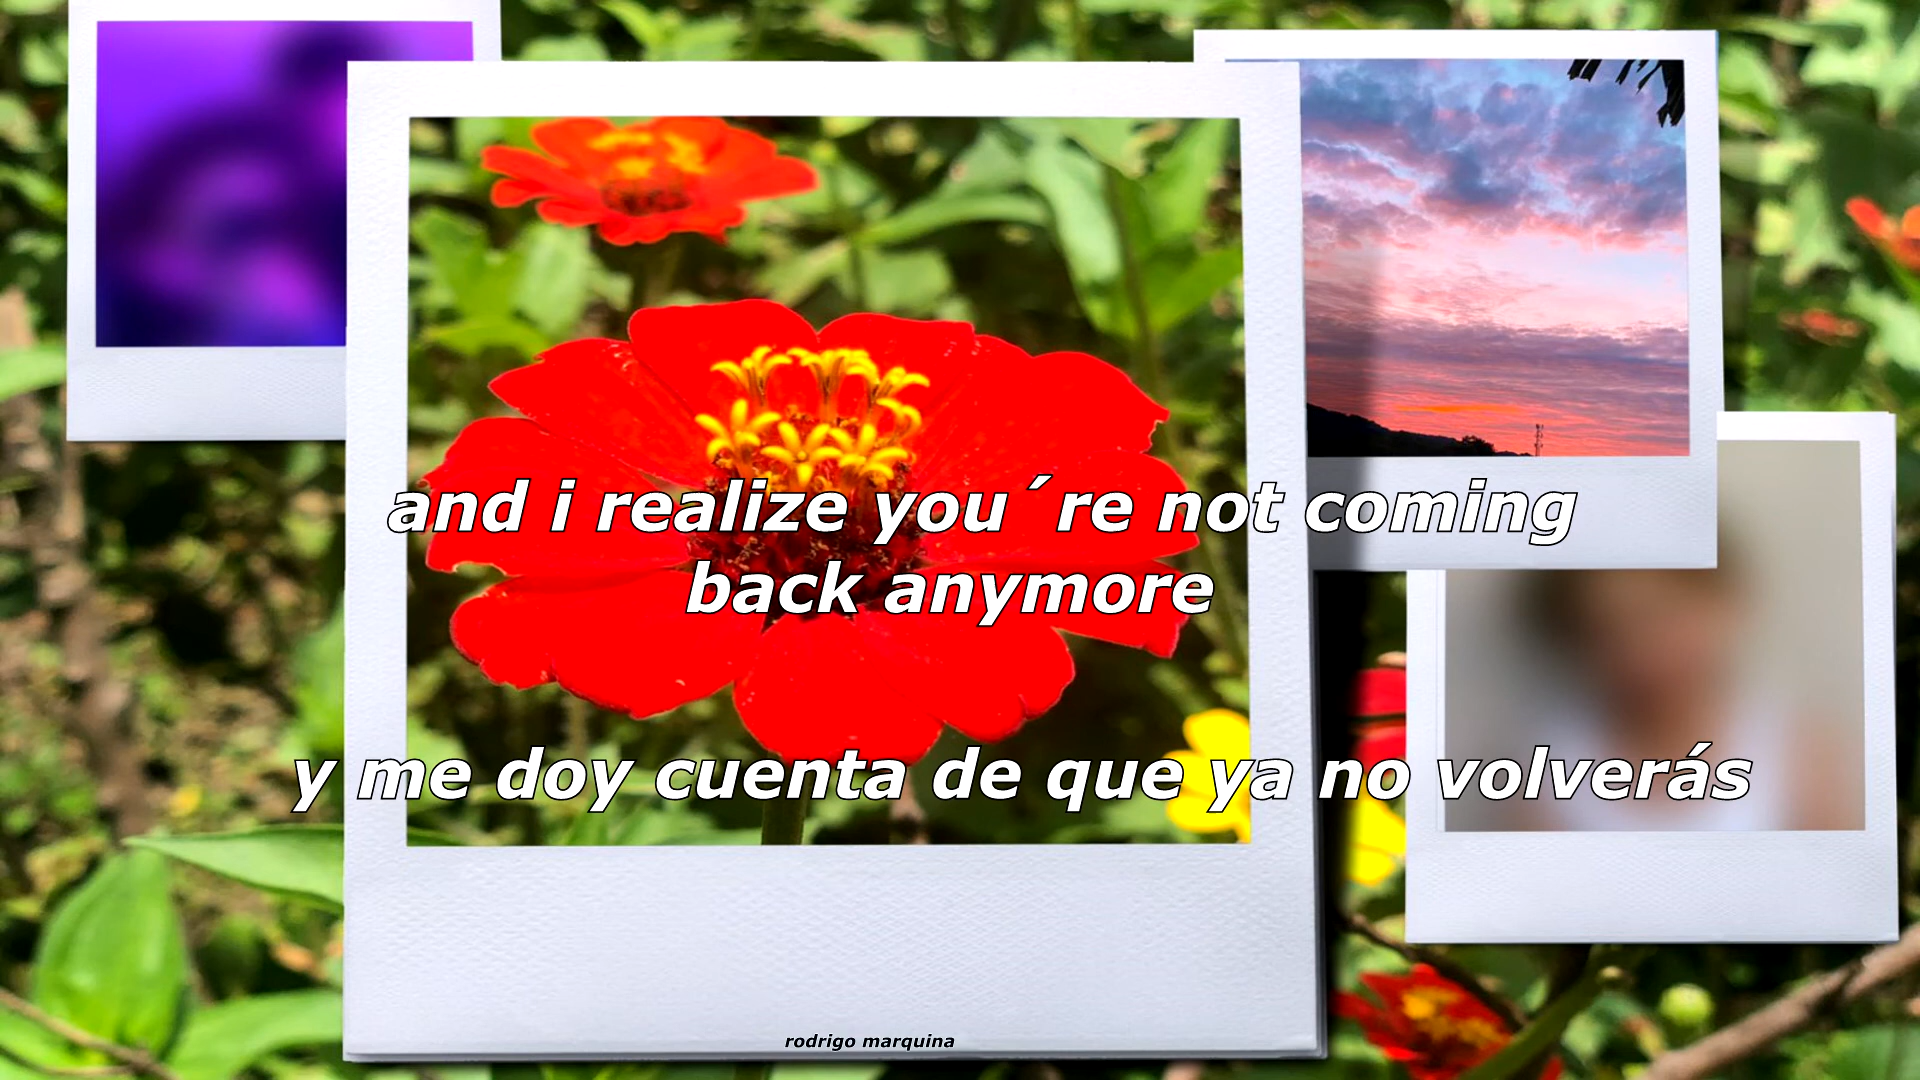 and i realize you´re not coming
back anymore
y me doy cuenta de que ya no volverás
rodrigo marquina